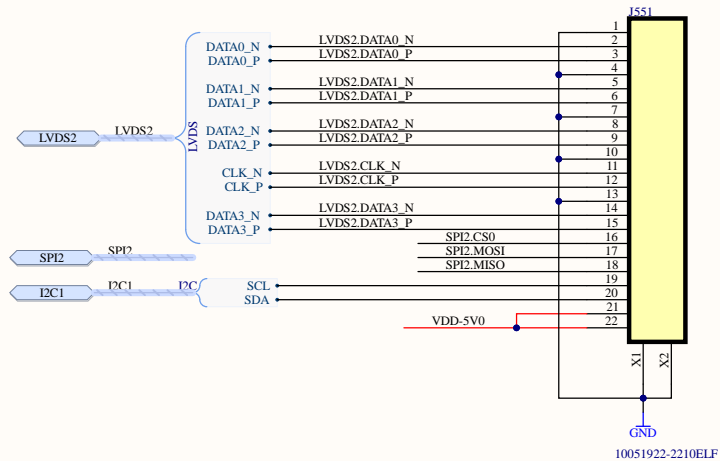 J551
1
LVDS2.DATA0_N
DATA0_N
2
LVDS2.DATA0_P
DATA0_P
3
4
LVDS2.DATA1_N
DATA1_N
5
LVDS2.DATA1_P
DATA1_P
6
7
LVDS2
LVDS2
LVDS
LVDS2.DATA2_N
DATA2_N
8
LVDS2.DATA2_P
DATA2_P
9
10
LVDS2.CLK_N
CLK_N
11
LVDS2.CLK_P
CLK_P
12
13
LVDS2.DATA3_N
DATA3_N
14
LVDS2.DATA3_P
DATA3_P
15
SPI2.CS0
16
SPI2
SPI2
SPI2.MOSI
17
SPI2.MISO
18
I2C1
I2C1
I2C
SCL
19
SDA
20
21
VDD-5V0
22
X1
X2
GND
10051922-2210ELF